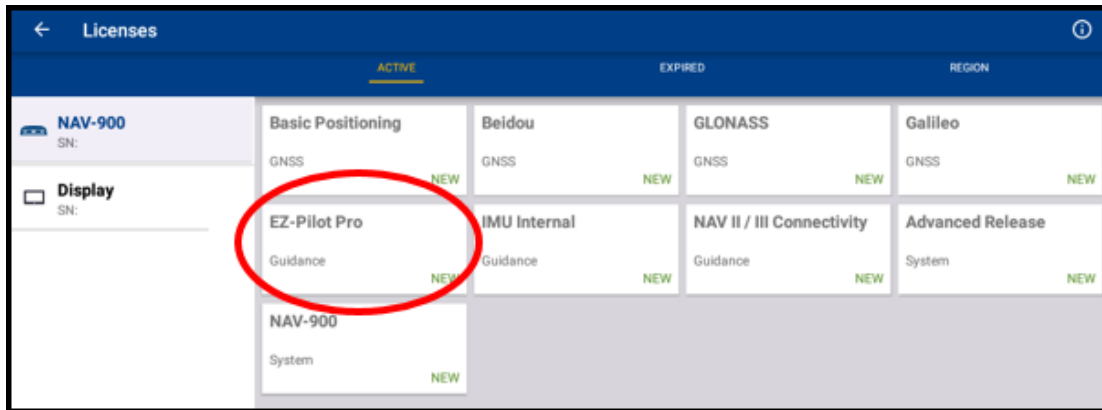 Licenses
ACTIVE EXPIRED REGION
NAV-900
SN:
Display
SN:
Basic Positioning
GNSS
NEW
Beidou
GNSS
NEW
GLONASS
GNSS
NEW
Galileo
GNSS
NEW
EZ-Pilot Pro
Guidance
NEW
IMU Internal
Guidance
NEW
NAV II / III Connectivity
Guidance
NEW
Advanced Release
System
NEW
NAV-900
System
NEW